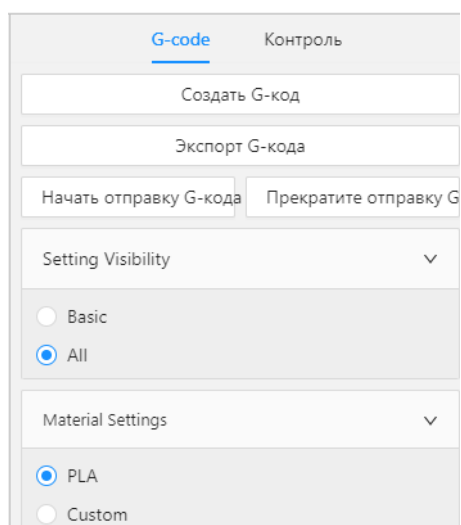 G-code Контроль
Создать G-код
Экспорт G-кода
Начать отправку G-кода Прекратите отправку G
Setting Visibility
Basic
All
Material Settings
PLA
Custom